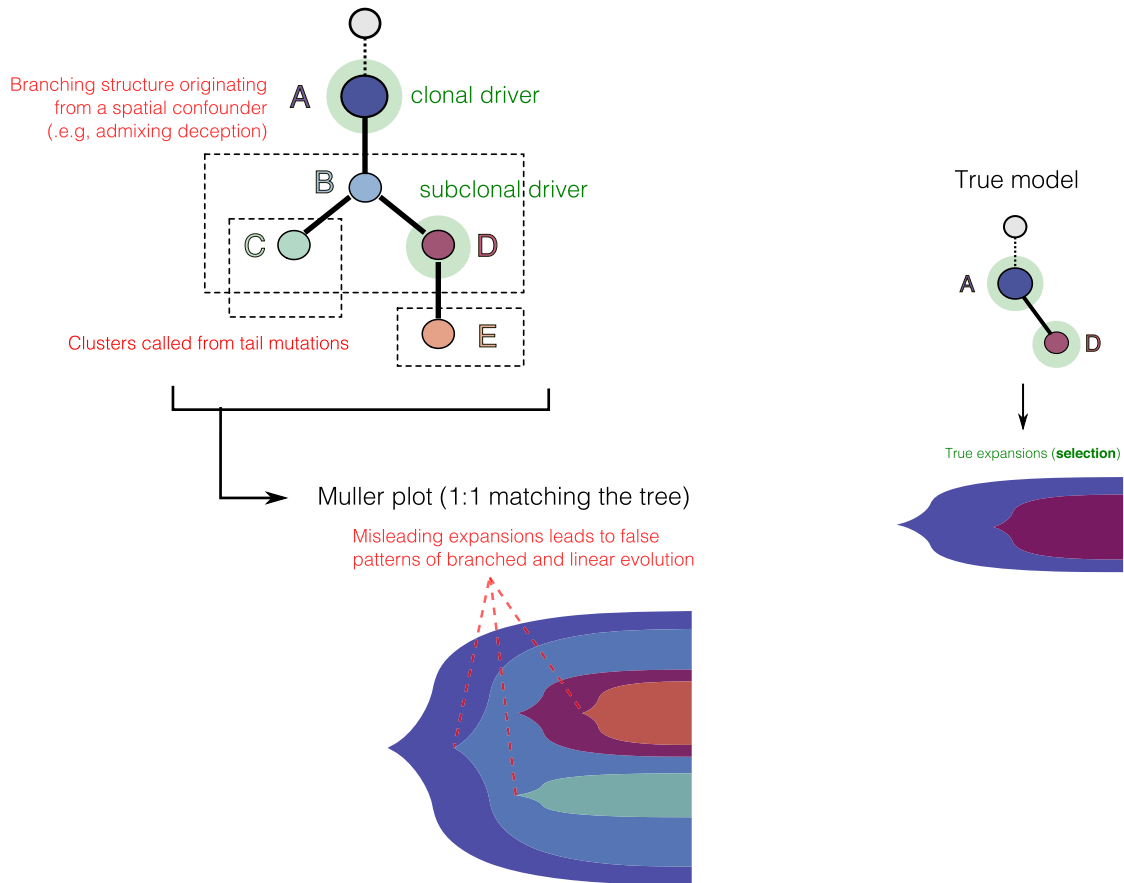 Branching structure originating
from a spatial confounder
(.e.g, admixing deception)
A
clonal driver
B
subclonal driver
C
D
Clusters called from tail mutations
E
True model
A
D
True expansions (selection)
Muller plot (1:1 matching the tree)
Misleading expansions leads to false
patterns of branched and linear evolution